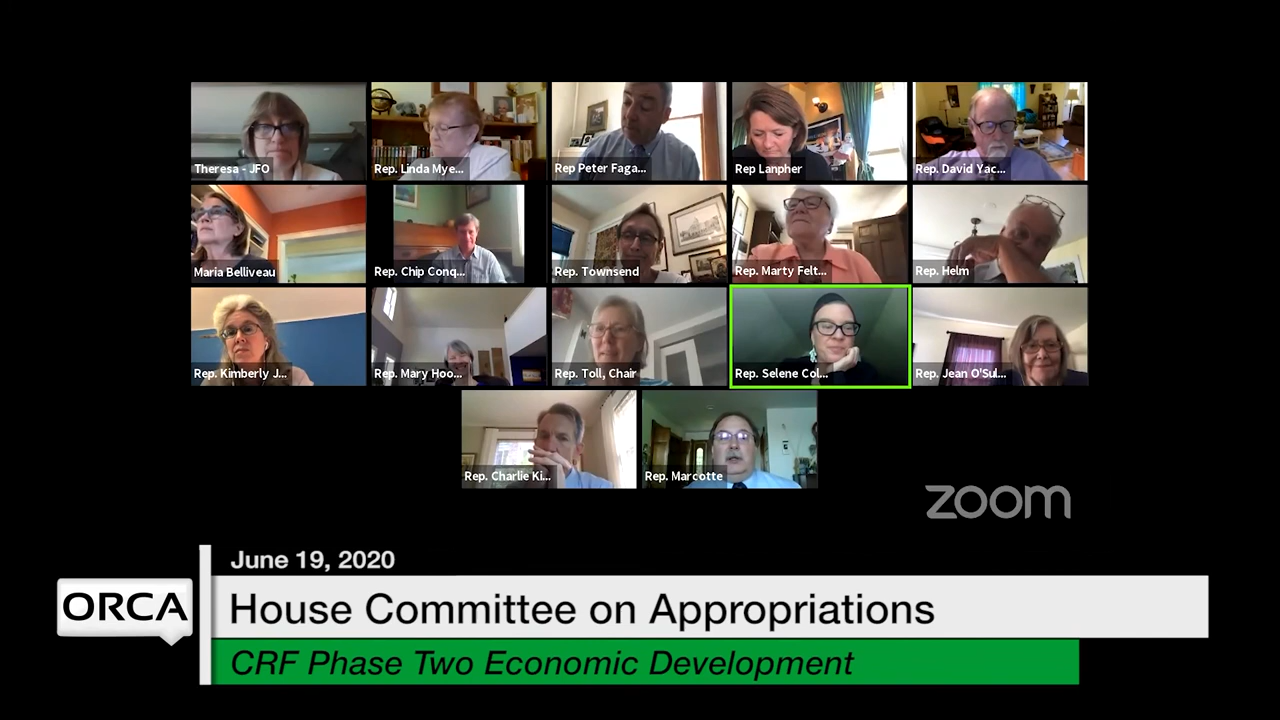 Theresa - JFO
Rep. Linda Mye...
Rep Peter Faga...
Rep Lanpher
Rep. David Yac...
Maria Belliveau
Rep. Chip Conq...
Rep. Townsend
Rep. Marty Felt...
Rep. Helm
Rep. Kimberly J...
Rep. Mary Hoo...
Rep. Toll, Chair
Rep. Selene Col...
Rep. Jean O'Sul...
Rep. Charlie Ki...
Rep. Marcotte
zoom
June 19, 2020
ORCA
House Committee on Appropriations
CRF Phase Two Economic Development